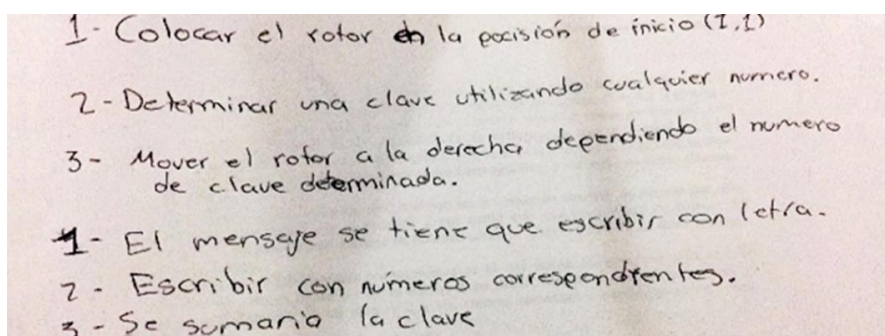 1- Colocar el rotor en la pocisión de inicio (1,1)
2- Determinar una clave utilizando cualquier numero.
3- Mover el rotor a la derecha dependiendo el numero
de clave determinada.
1- El mensaje se tiene que escribir con letra.
2- Escribir con números correspondientes.
3- Se sumaria la clave